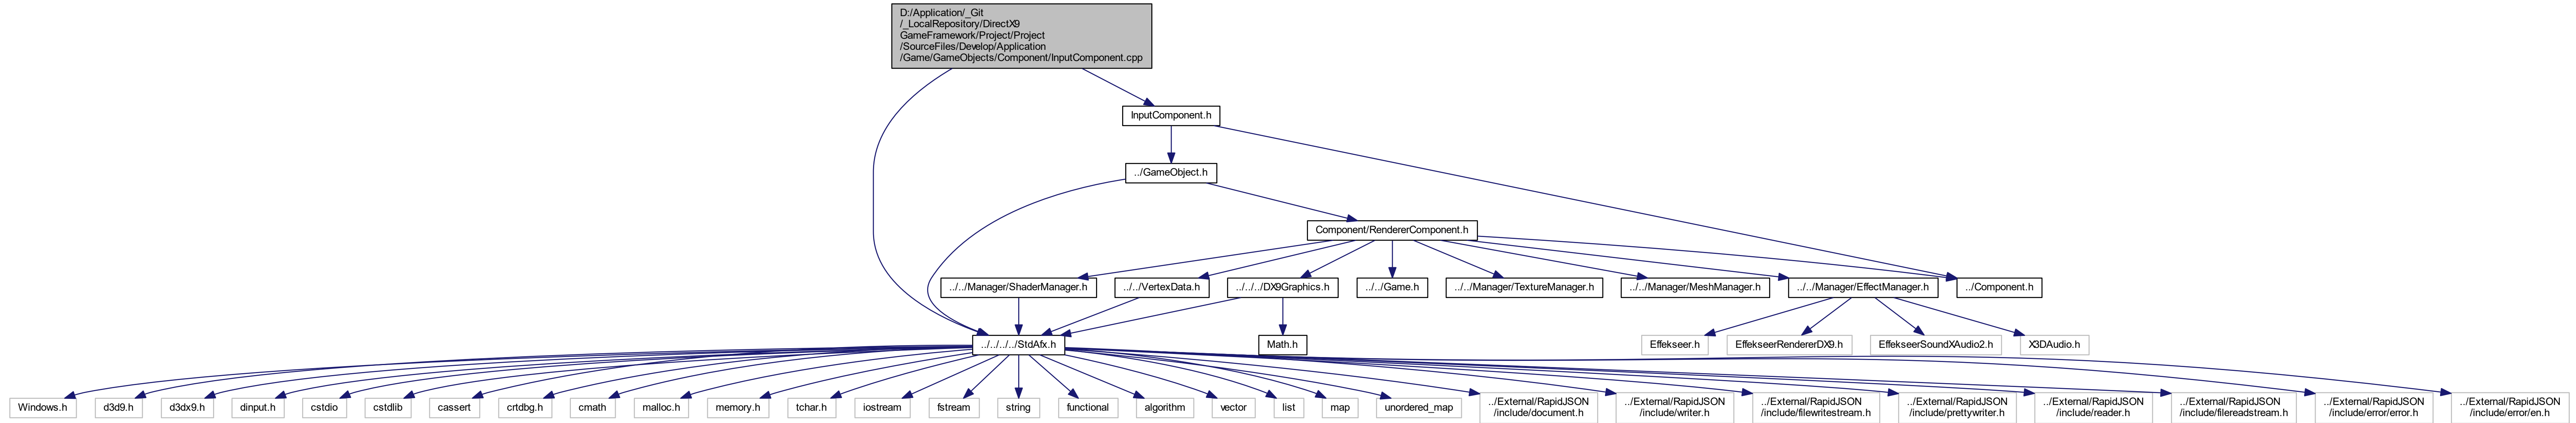 D:/Application/_Git
/_LocalRepository/DirectX9
GameFramework/Project/Project
/SourceFiles/Develop/Application
/Game/GameObjects/Component/InputComponent.cpp
InputComponent.h
../GameObject.h
Component/RendererComponent.h
../../Manager/ShaderManager.h
../../VertexData.h
../../../DX9Graphics.h
../../Game.h
../../Manager/TextureManager.h
../../Manager/MeshManager.h
../../Manager/EffectManager.h
../Component.h
../../../../StdAfx.h
Math.h
Effekseer.h
EffekseerRendererDX9.h
EffekseerSoundXAudio2.h
X3DAudio.h
Windows.h
d3d9.h
d3dx9.h
dinput.h
cstdio
cstdlib
cassert
crtdbg.h
cmath
malloc.h
memory.h
tchar.h
iostream
fstream
string
functional
algorithm
vector
list
map
unordered_map
../External/RapidJSON
/include/document.h
../External/RapidJSON
/include/writer.h
../External/RapidJSON
/include/filewritestream.h
../External/RapidJSON
/include/prettywriter.h
../External/RapidJSON
/include/reader.h
../External/RapidJSON
/include/filereadstream.h
../External/RapidJSON
/include/error/error.h
../External/RapidJSON
/include/error/en.h